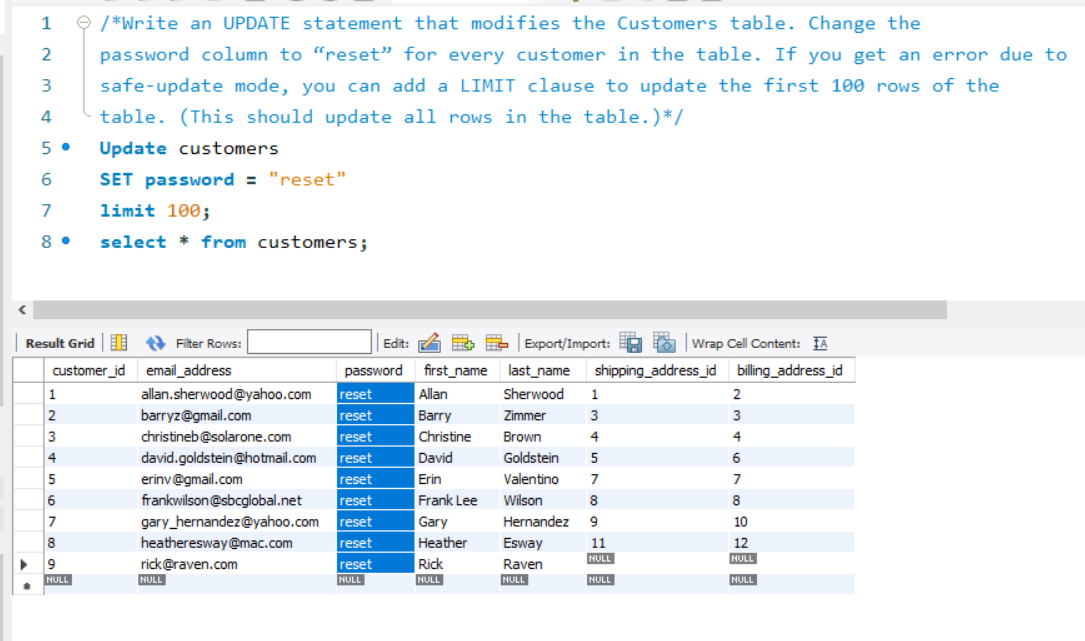 1 /*Write an UPDATE statement that modifies the Customers table. Change the
2 password column to “reset” for every customer in the table. If you get an error due to
3 safe-update mode, you can add a LIMIT clause to update the first 100 rows of the
4 table. (This should update all rows in the table.)*/
5 Update customers
6 SET password = "reset"
7 limit 100;
8 select * from customers;
Result Grid Filter Rows: Edit: Export/Import: Wrap Cell Content: IA
customer_id email_address password first_name last_name shipping_address_id billing_address_id
1 allan.sherwood@yahoo.com reset Allan Sherwood 1 2
2 barryz@gmail.com reset Barry Zimmer 3 3
3 christineb@solarone.com reset Christine Brown 4 4
4 david.goldstein@hotmail.com reset David Goldstein 5 6
5 erinv@gmail.com reset Erin Valentino 7 7
6 frankwilson@sbcglobal.net reset Frank Lee Wilson 8 8
7 gary_hernandez@yahoo.com reset Gary Hernandez 9 10
8 heatheresway@mac.com reset Heather Esway 11 12
9 rick@raven.com reset Rick Raven NULL NULL
NULL NULL NULL NULL NULL NULL NULL